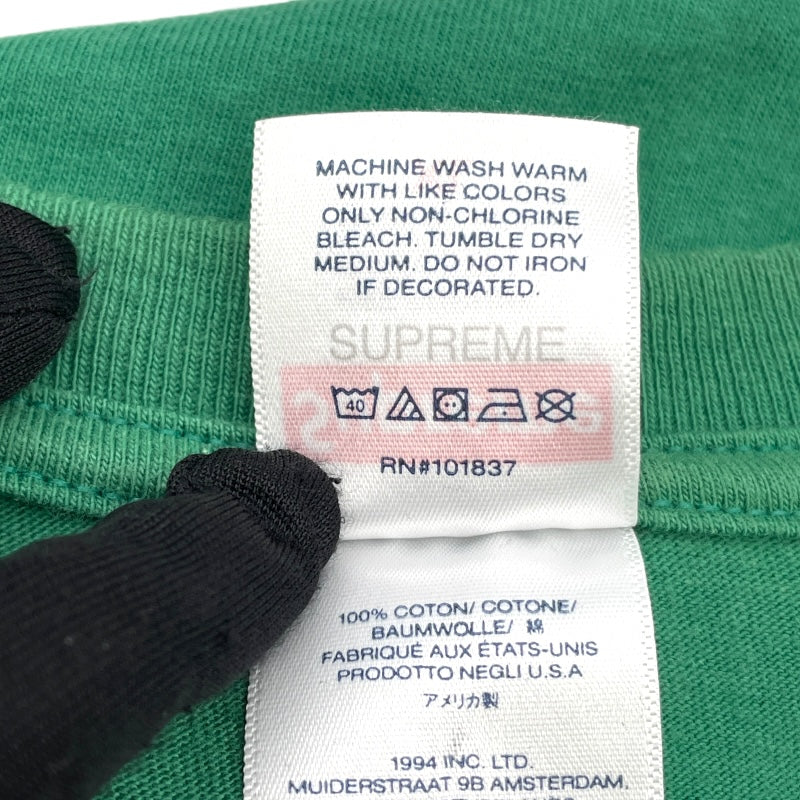 MACHINE WASH WARM
WITH LIKE COLORS
ONLY NON-CHLORINE
BLEACH. TUMBLE DRY
MEDIUM. DO NOT IRON
IF DECORATED.
SUPREME
40
RN#101837
100% COTON/ COTONE/
BAUMWOLLE/ 綿
FABRIQUÉ AUX ÉTATS-UNIS
PRODOTTO NEGLI U.S.A
アメリカ製
1994 INC. LTD.
MUIDERSTRAAT 9B AMSTERDAM,